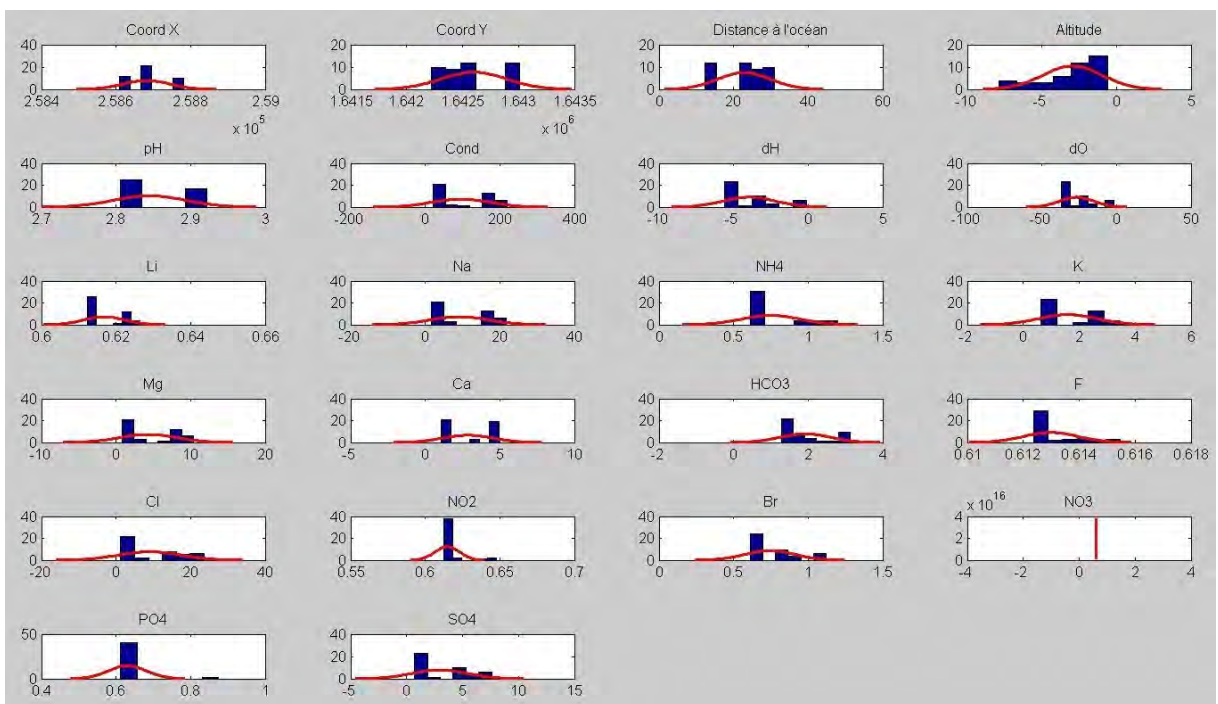 Coord X
40
20
0
2.584 2.586 2.588 2.59
x 10^5
Coord Y
20
10
0
1.6415 1.642 1.6425 1.643 1.6435
x 10^6
Distance à l'océan
20
10
0
0 20 40 60
Altitude
20
10
0
-10 -5 0 5
pH
40
20
0
2.7 2.8 2.9 3
Cond
40
20
0
-200 0 200 400
dH
40
20
0
-10 -5 0 5
dO
40
20
0
-100 -50 0 50
Li
40
20
0
0.6 0.62 0.64 0.66
Na
40
20
0
-20 0 20 40
NH4
40
20
0
0 0.5 1 1.5
K
40
20
0
-2 0 2 4 6
Mg
40
20
0
-10 0 10 20
Ca
40
20
0
-5 0 5 10
HCO3
40
20
0
-2 0 2 4
F
40
20
0
0.61 0.612 0.614 0.616 0.618
Cl
40
20
0
-20 0 20 40
NO2
40
20
0
0.55 0.6 0.65 0.7
Br
40
20
0
0 0.5 1 1.5
x 10^16
NO3
4
2
0
-4 -2 0 2 4
PO4
50
0
0.4 0.6 0.8 1
SO4
40
20
0
-5 0 5 10 15